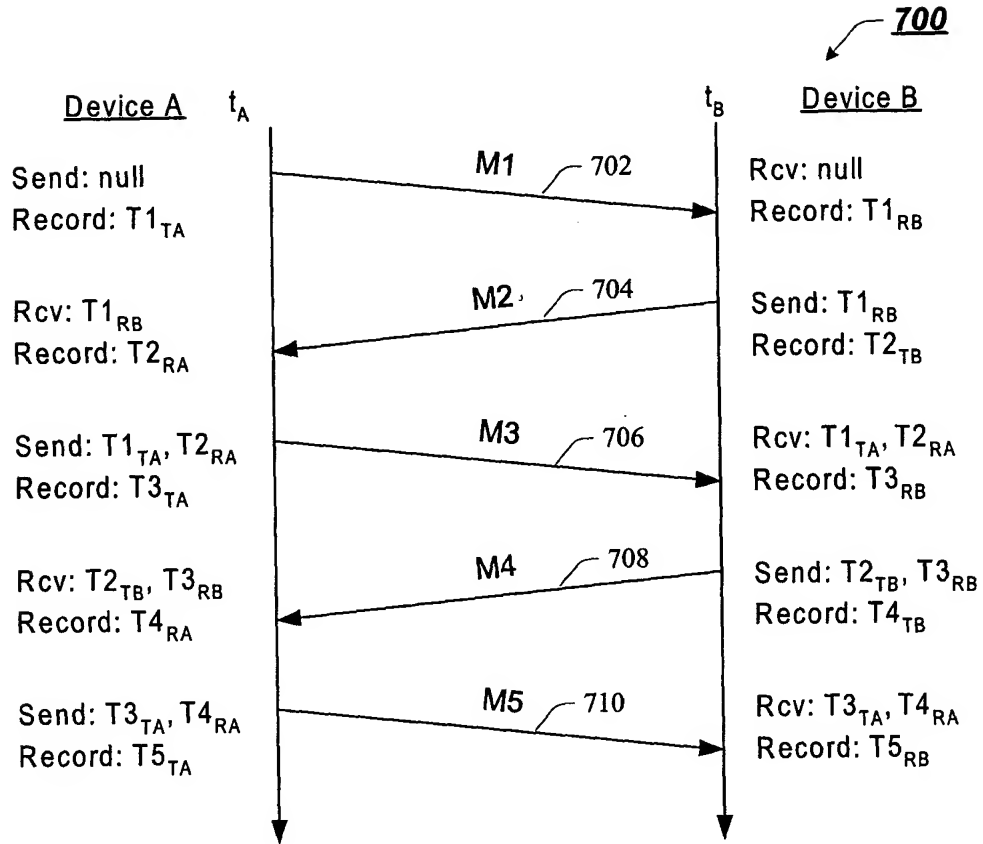 700
Device A
t_A
t_B
Device B
Send: null
Record: T1_TA
M1
702
Rcv: null
Record: T1_RB
Rcv: T1_RB
Record: T2_RA
M2
704
Send: T1_RB
Record: T2_TB
Send: T1_TA, T2_RA
Record: T3_TA
M3
706
Rcv: T1_TA, T2_RA
Record: T3_RB
Rcv: T2_TB, T3_RB
Record: T4_RA
M4
708
Send: T2_TB, T3_RB
Record: T4_TB
Send: T3_TA, T4_RA
Record: T5_TA
M5
710
Rcv: T3_TA, T4_RA
Record: T5_RB